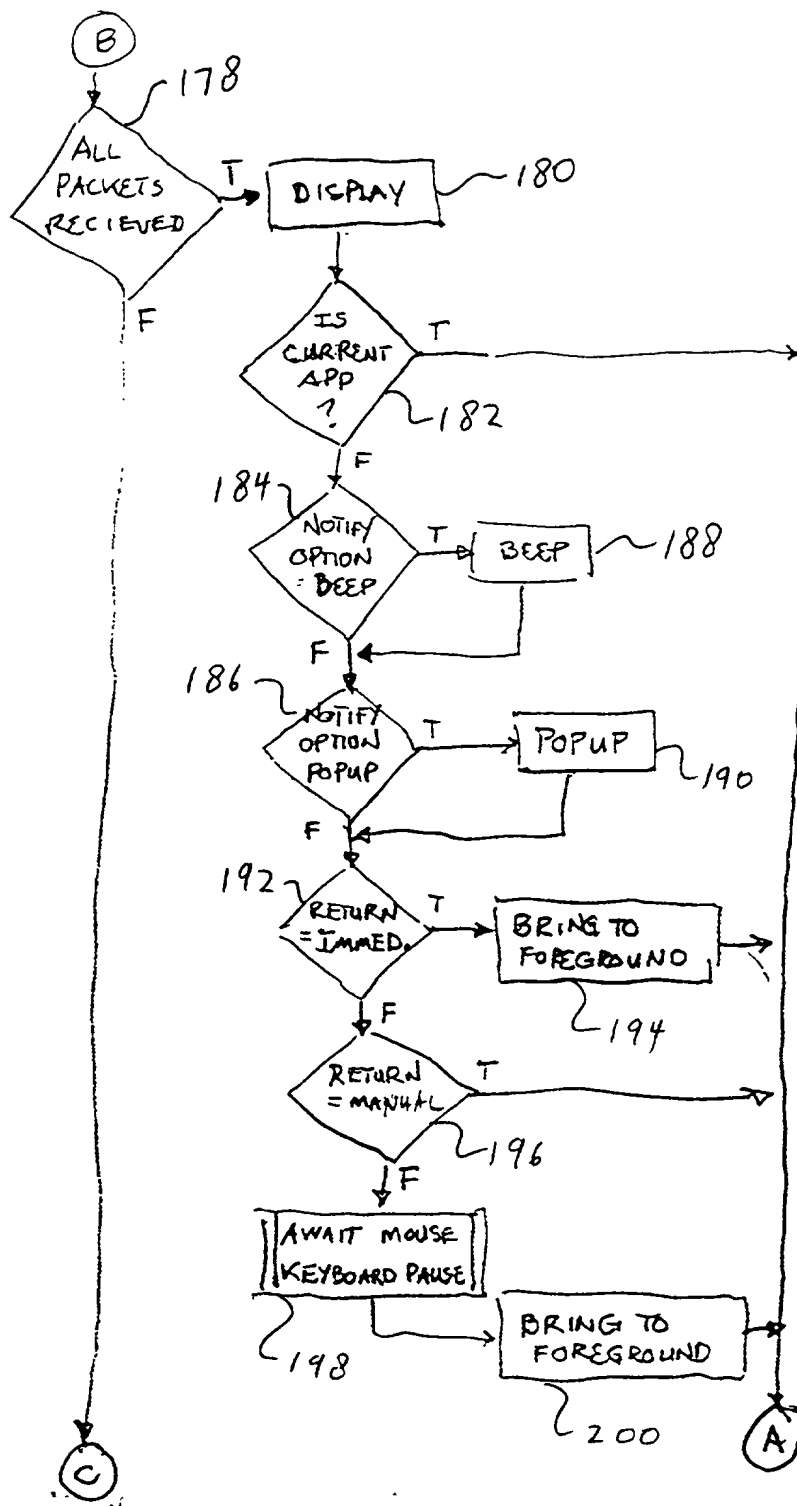 B
178
ALL
PACKETS
RECIEVED
T
F
DISPLAY
180
IS
CURRENT
APP
?
T
182
F
184
NOTIFY
OPTION
= BEEP
T
BEEP
188
F
186
NOTIFY
OPTION
POPUP
T
POPUP
190
F
192
RETURN
= IMMED.
T
BRING TO
FOREGROUND
194
F
RETURN
= MANUAL
T
196
F
AWAIT MOUSE
KEYBOARD PAUSE
198
BRING TO
FOREGROUND
200
A
C